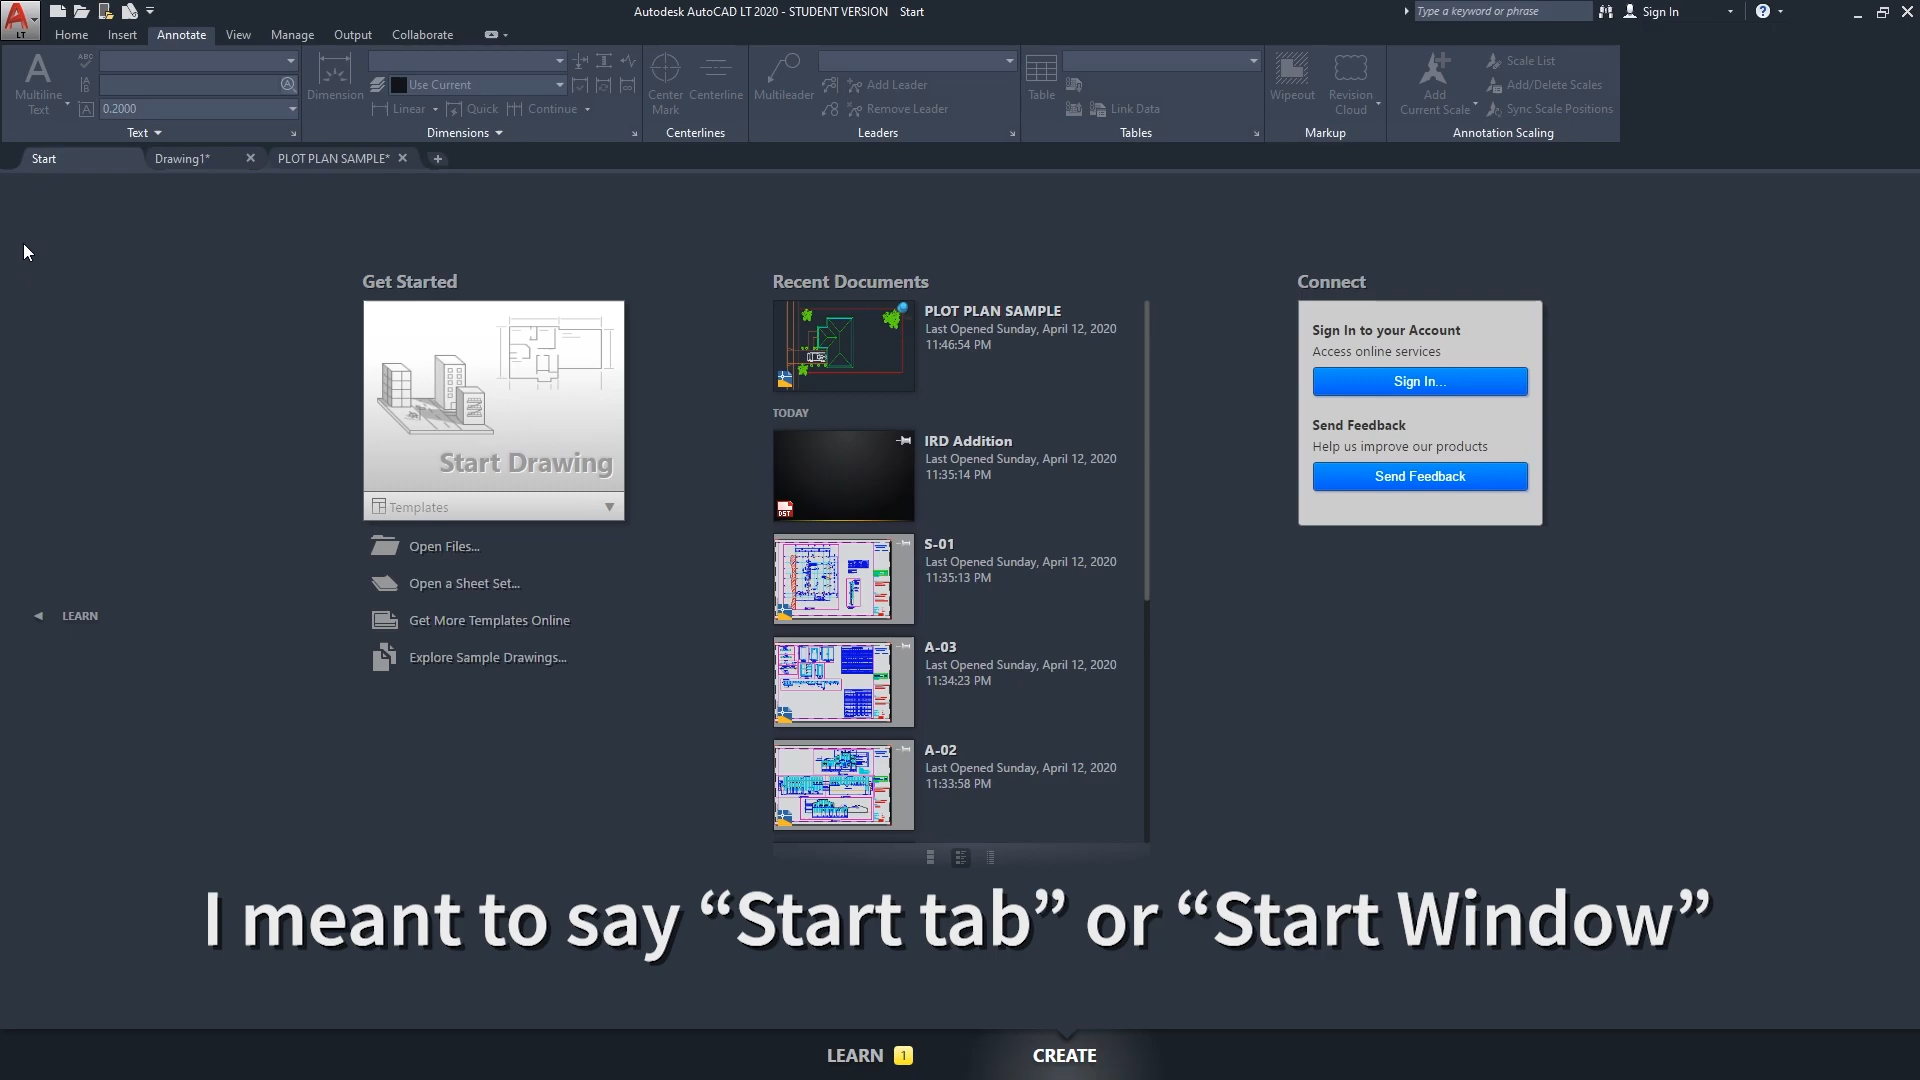 LT
Autodesk AutoCAD LT 2020 - STUDENT VERSION Start
Type a keyword or phrase
Sign In
Home Insert Annotate View Manage Output Collaborate
Multiline
Text
ABC
0.2000
Text
Dimension
Use Current
Linear Quick Continue
Dimensions
Center
Mark
Centerline
Centerlines
Multileader
Add Leader
Remove Leader
Leaders
Table
Link Data
Tables
Wipeout
Revision
Cloud
Markup
Add
Current Scale
Scale List
Add/Delete Scales
Sync Scale Positions
Annotation Scaling
Start Drawing1* PLOT PLAN SAMPLE*
Get Started
Start Drawing
Templates
Open Files...
Open a Sheet Set...
Get More Templates Online
Explore Sample Drawings...
LEARN
Recent Documents
PLOT PLAN SAMPLE
Last Opened Sunday, April 12, 2020
11:46:54 PM
TODAY
DST
IRD Addition
Last Opened Sunday, April 12, 2020
11:35:14 PM
S-01
Last Opened Sunday, April 12, 2020
11:35:13 PM
A-03
Last Opened Sunday, April 12, 2020
11:34:23 PM
A-02
Last Opened Sunday, April 12, 2020
11:33:58 PM
Connect
Sign In to your Account
Access online services
Sign In...
Send Feedback
Help us improve our products
Send Feedback
I meant to say “Start tab” or “Start Window”
LEARN 1 CREATE